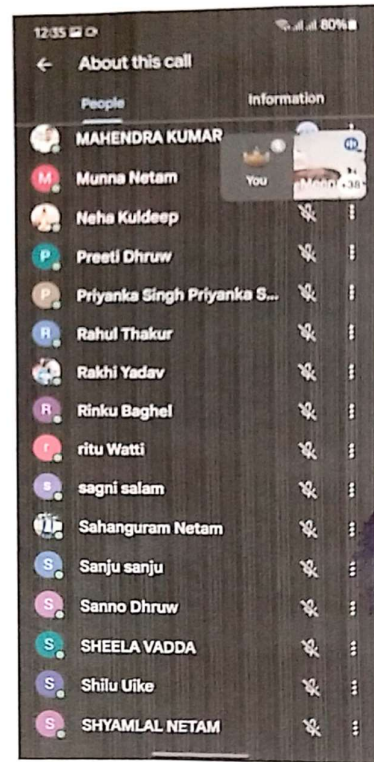 12:35 80%
About this call
People Information
MAHENDRA KUMAR
M Munna Netam
You +38
Neha Kuldeep
P Preeti Dhruw
P Priyanka Singh Priyanka S...
R Rahul Thakur
Rakhi Yadav
R Rinku Baghel
r ritu Watti
s sagni salam
Sahanguram Netam
S Sanju sanju
S Sanno Dhruw
S SHEELA VADDA
S Shilu Uike
S SHYAMLAL NETAM